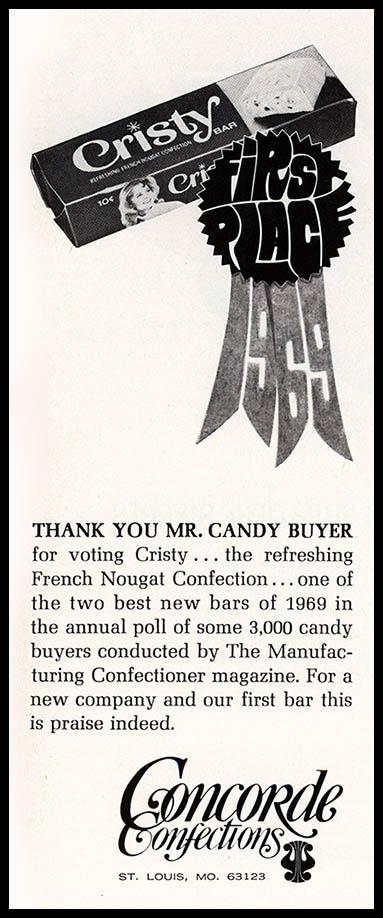 Cristy BAR
REFRESHING FRENCH NOUGAT CONFECTION
10¢
Cri
FIRST
PLACE
1969
THANK YOU MR. CANDY BUYER
for voting Cristy . . . the refreshing
French Nougat Confection . . . one of
the two best new bars of 1969 in
the annual poll of some 3,000 candy
buyers conducted by The Manufac-
turing Confectioner magazine. For a
new company and our first bar this
is praise indeed.
Concorde
Confections
ST. LOUIS, MO. 63123